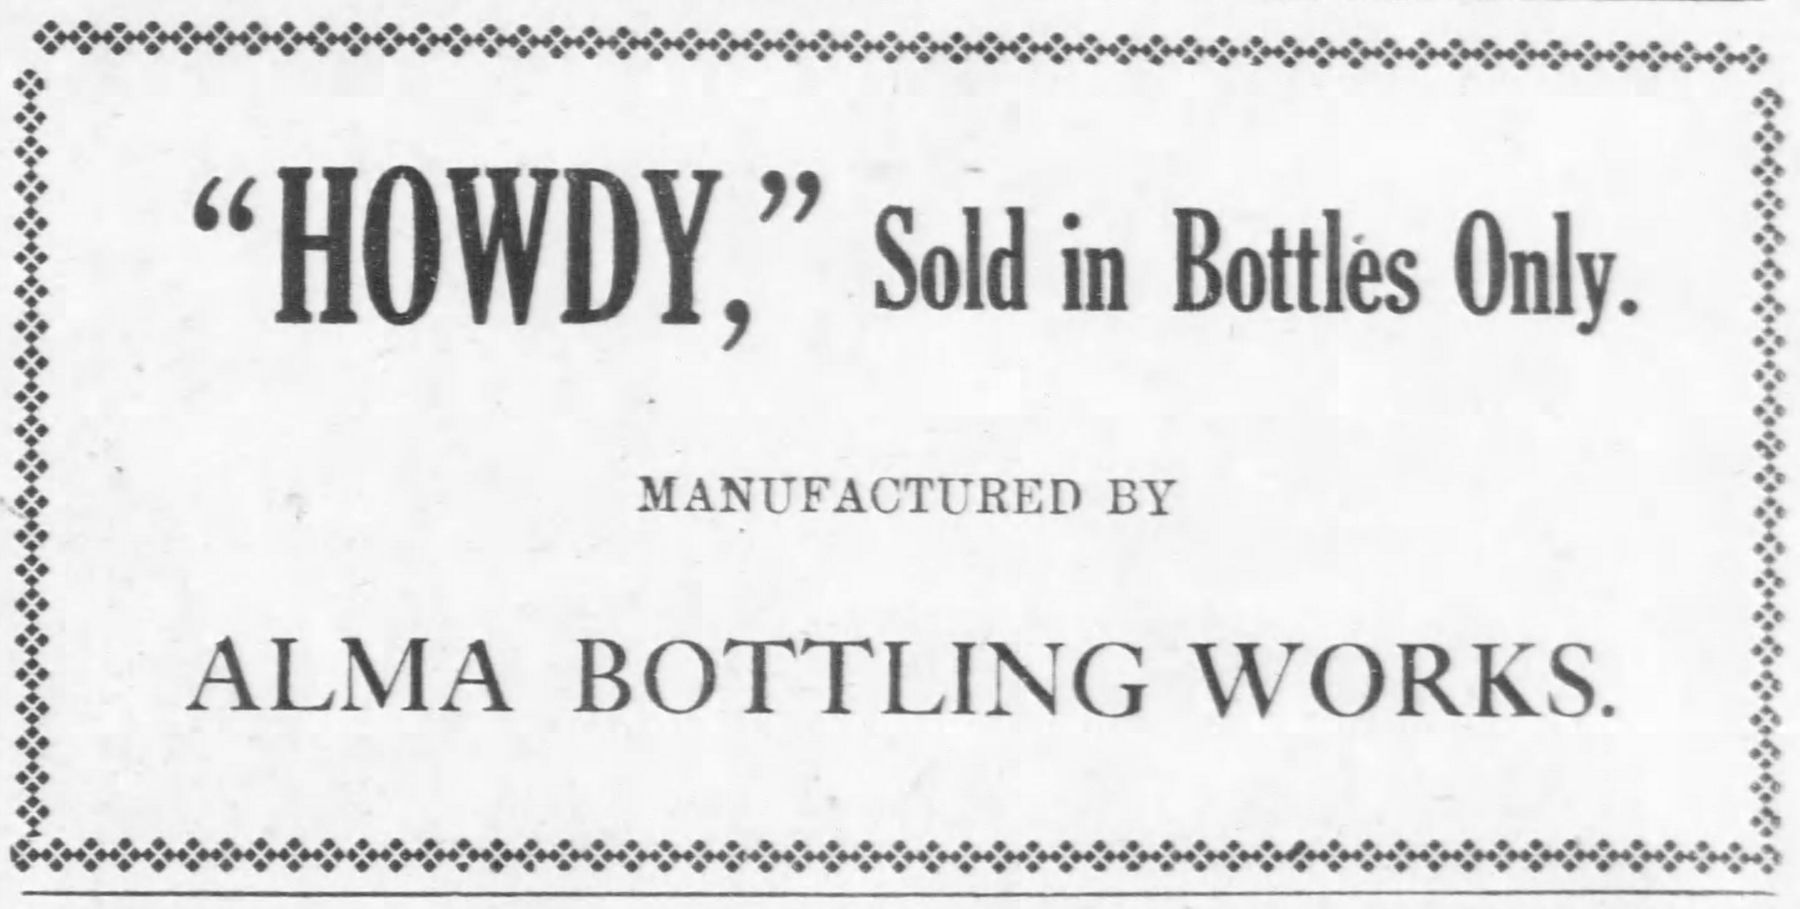 “HOWDY,” Sold in Bottles Only.
MANUFACTURED BY
ALMA BOTTLING WORKS.